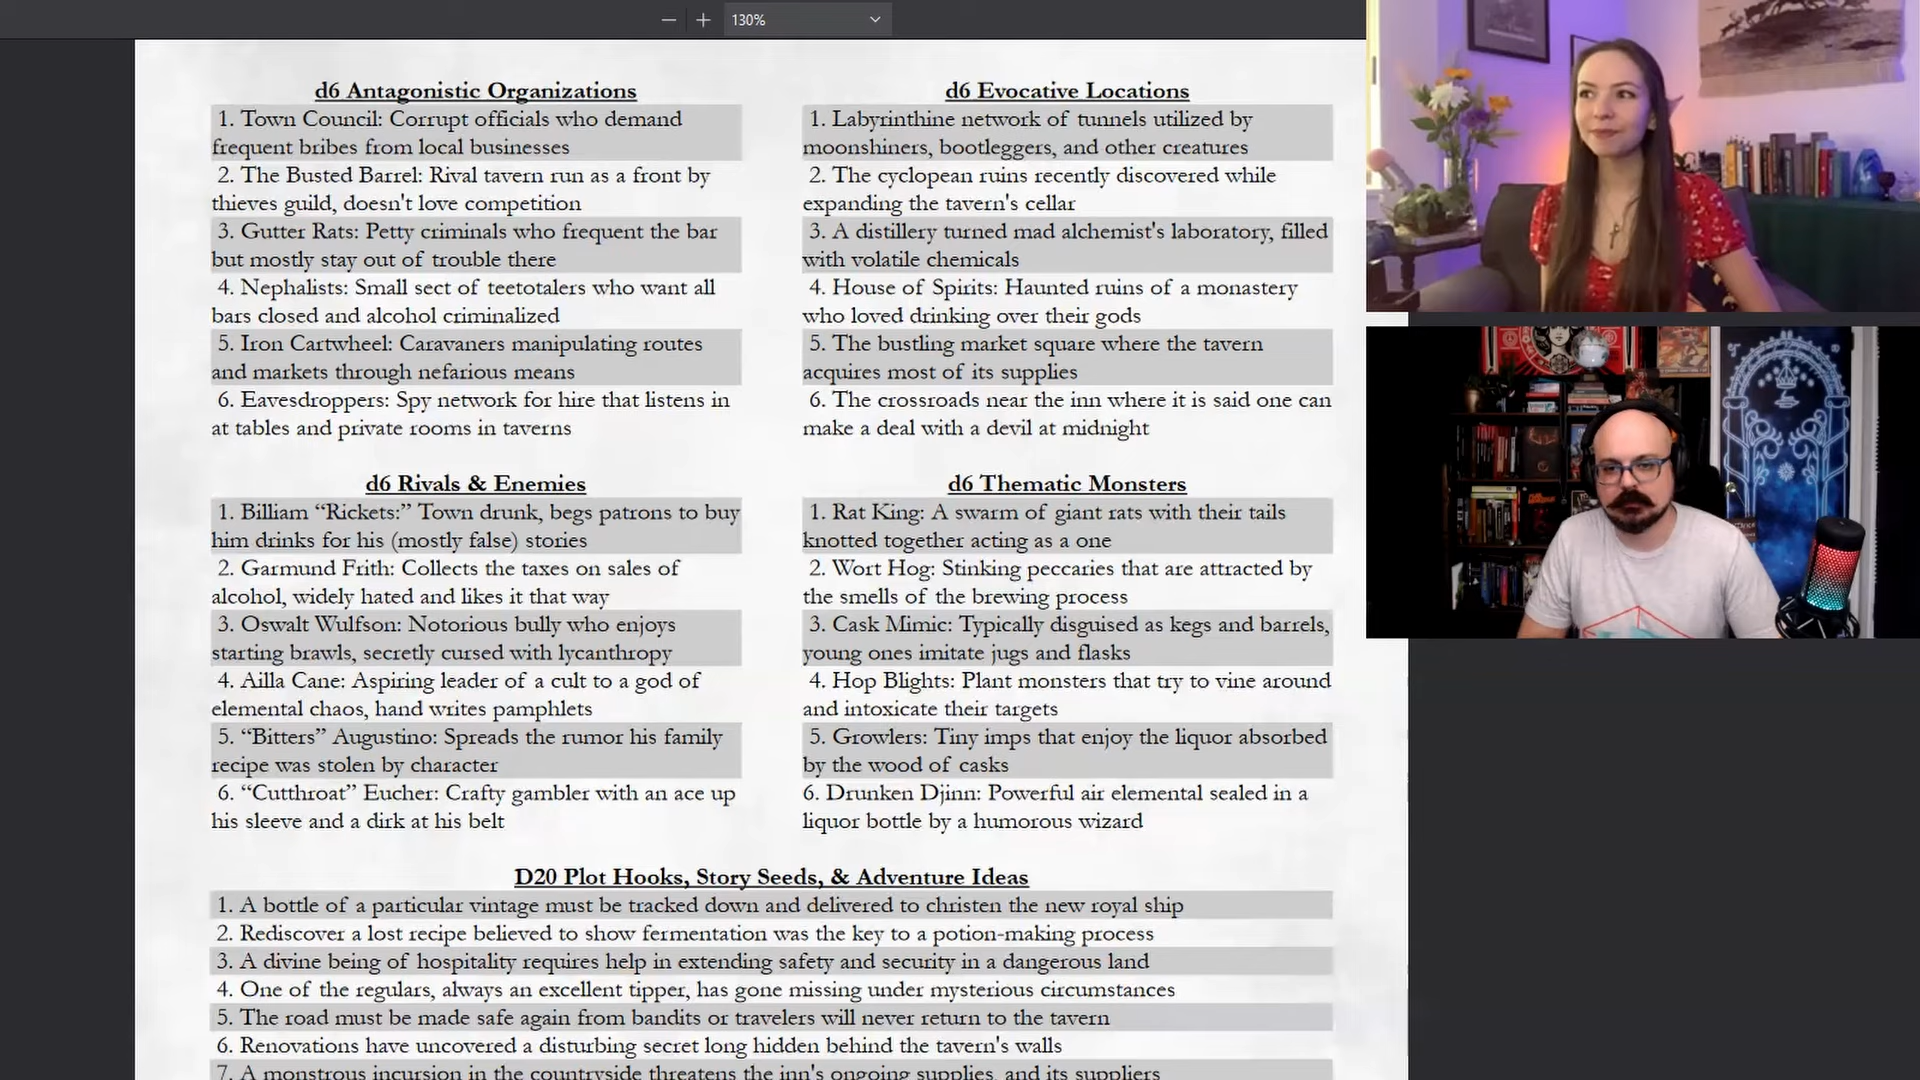 130%
d6 Antagonistic Organizations
1. Town Council: Corrupt officials who demand
frequent bribes from local businesses
2. The Busted Barrel: Rival tavern run as a front by
thieves guild, doesn't love competition
3. Gutter Rats: Petty criminals who frequent the bar
but mostly stay out of trouble there
4. Nephalists: Small sect of teetotalers who want all
bars closed and alcohol criminalized
5. Iron Cartwheel: Caravaners manipulating routes
and markets through nefarious means
6. Eavesdroppers: Spy network for hire that listens in
at tables and private rooms in taverns
d6 Evocative Locations
1. Labyrinthine network of tunnels utilized by
moonshiners, bootleggers, and other creatures
2. The cyclopean ruins recently discovered while
expanding the tavern's cellar
3. A distillery turned mad alchemist's laboratory, filled
with volatile chemicals
4. House of Spirits: Haunted ruins of a monastery
who loved drinking over their gods
5. The bustling market square where the tavern
acquires most of its supplies
6. The crossroads near the inn where it is said one can
make a deal with a devil at midnight
d6 Rivals & Enemies
1. Billiam “Rickets:” Town drunk, begs patrons to buy
him drinks for his (mostly false) stories
2. Garmund Frith: Collects the taxes on sales of
alcohol, widely hated and likes it that way
3. Oswalt Wulfson: Notorious bully who enjoys
starting brawls, secretly cursed with lycanthropy
4. Ailla Cane: Aspiring leader of a cult to a god of
elemental chaos, hand writes pamphlets
5. “Bitters” Augustino: Spreads the rumor his family
recipe was stolen by character
6. “Cutthroat” Eucher: Crafty gambler with an ace up
his sleeve and a dirk at his belt
d6 Thematic Monsters
1. Rat King: A swarm of giant rats with their tails
knotted together acting as a one
2. Wort Hog: Stinking peccaries that are attracted by
the smells of the brewing process
3. Cask Mimic: Typically disguised as kegs and barrels,
young ones imitate jugs and flasks
4. Hop Blights: Plant monsters that try to vine around
and intoxicate their targets
5. Growlers: Tiny imps that enjoy the liquor absorbed
by the wood of casks
6. Drunken Djinn: Powerful air elemental sealed in a
liquor bottle by a humorous wizard
D20 Plot Hooks, Story Seeds, & Adventure Ideas
1. A bottle of a particular vintage must be tracked down and delivered to christen the new royal ship
2. Rediscover a lost recipe believed to show fermentation was the key to a potion-making process
3. A divine being of hospitality requires help in extending safety and security in a dangerous land
4. One of the regulars, always an excellent tipper, has gone missing under mysterious circumstances
5. The road must be made safe again from bandits or travelers will never return to the tavern
6. Renovations have uncovered a disturbing secret long hidden behind the tavern's walls
7. A monstrous incursion in the countryside threatens the inn's ongoing supplies, and its suppliers